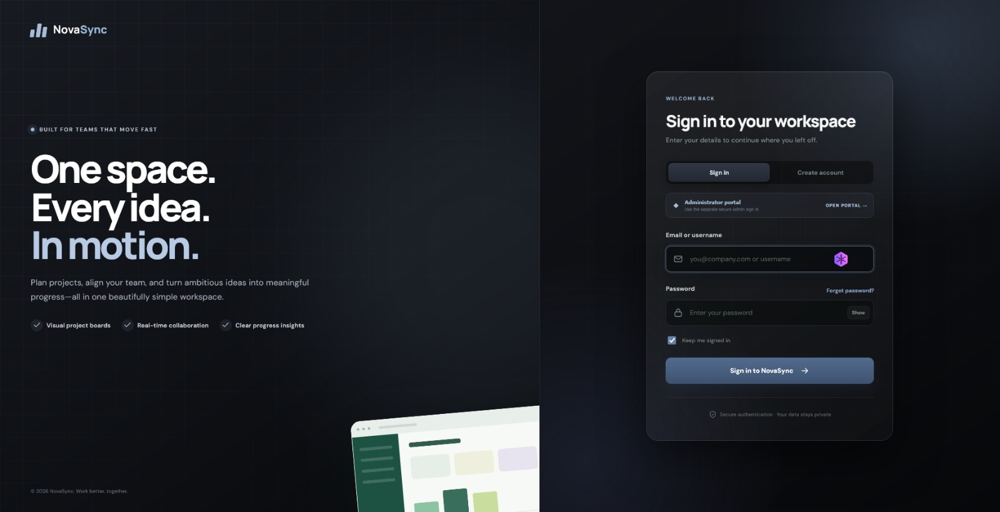 NovaSync
BUILT FOR TEAMS THAT MOVE FAST
One space.
Every idea.
In motion.
Plan projects, align your team, and turn ambitious ideas into meaningful
progress—all in one beautifully simple workspace.
Visual project boards
Real-time collaboration
Clear progress insights
© 2026 NovaSync. Work better, together.
WELCOME BACK
Sign in to your workspace
Enter your details to continue where you left off.
Sign in
Create account
Administrator portal
Use the separate secure admin sign in
OPEN PORTAL →
Email or username
you@company.com or username
Password
Forgot password?
Enter your password
Show
Keep me signed in
Sign in to NovaSync →
Secure authentication · Your data stays private